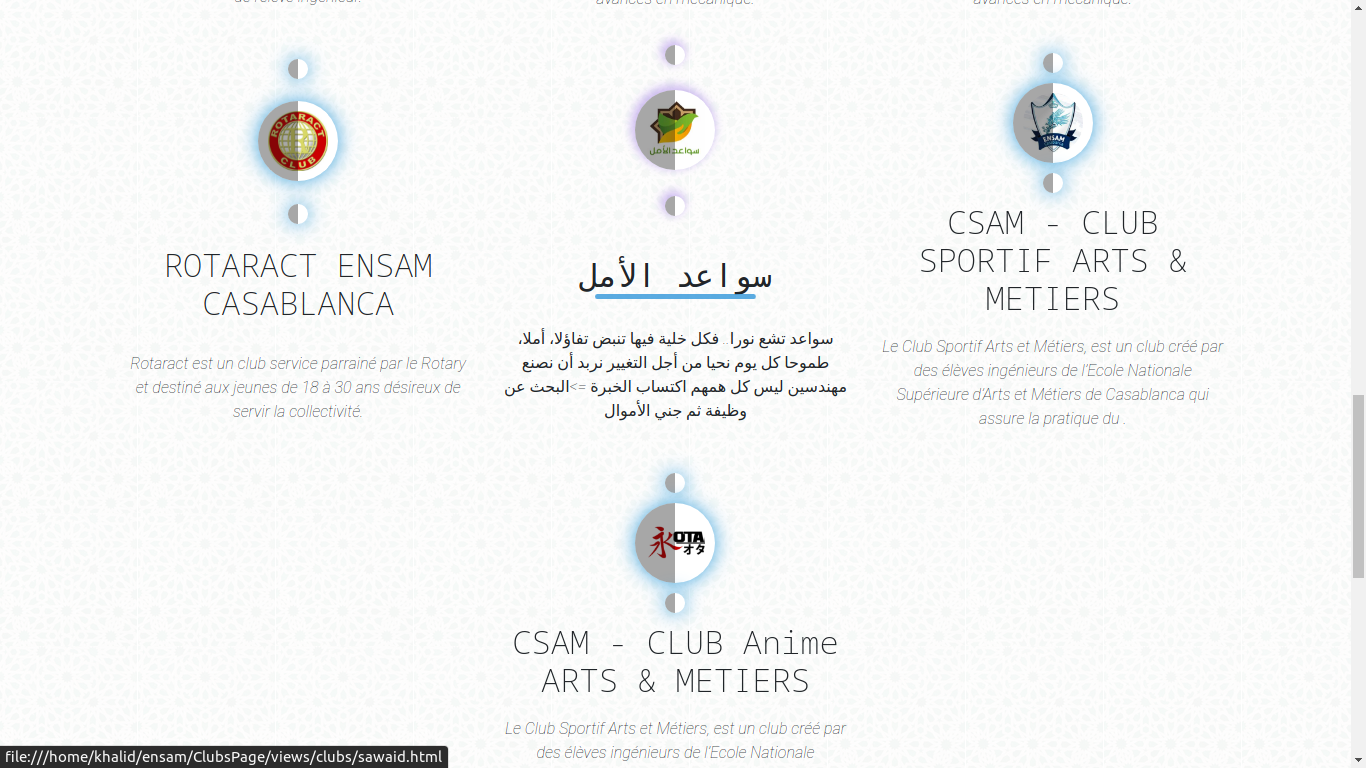 de l'élève ingénieur.
avancés en mécanique.
avancés en mécanique.
ROTARACT
CLUB
ROTARACT ENSAM
CASABLANCA
Rotaract est un club service parrainé par le Rotary
et destiné aux jeunes de 18 à 30 ans désireux de
servir la collectivité.
سواعد الأمل
سواعد الأمل
سواعد تشع نورا.. فكل خلية فيها تنبض تفاؤلا، أملا،
طموحا كل يوم نحيا من أجل التغيير نريد أن نصنع
مهندسين ليس كل همهم اكتساب الخبرة =>البحث عن
وظيفة ثم جني الأموال
ENSAM
CSAM - CLUB
SPORTIF ARTS &
METIERS
Le Club Sportif Arts et Métiers, est un club créé par
des élèves ingénieurs de l'Ecole Nationale
Supérieure d'Arts et Métiers de Casablanca qui
assure la pratique du .
永OTA
オタ
CSAM - CLUB Anime
ARTS & METIERS
Le Club Sportif Arts et Métiers, est un club créé par
des élèves ingénieurs de l'Ecole Nationale
file:///home/khalid/ensam/ClubsPage/views/clubs/sawaid.html